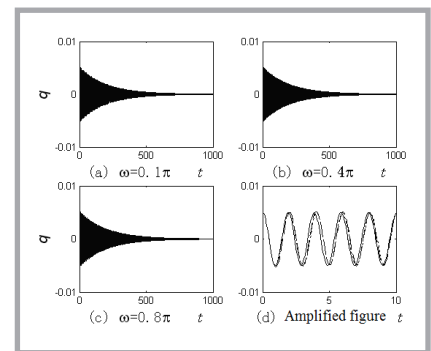 0.01 0.01
q 0 0
-0.01 -0.01
0 500 1000 0 500 1000
(a) ω=0.1π t (b) ω=0.4π t
0.01 0.01
q 0 0
-0.01 -0.01
0 500 1000 0 5 10
(c) ω=0.8π t (d) Amplified figure t